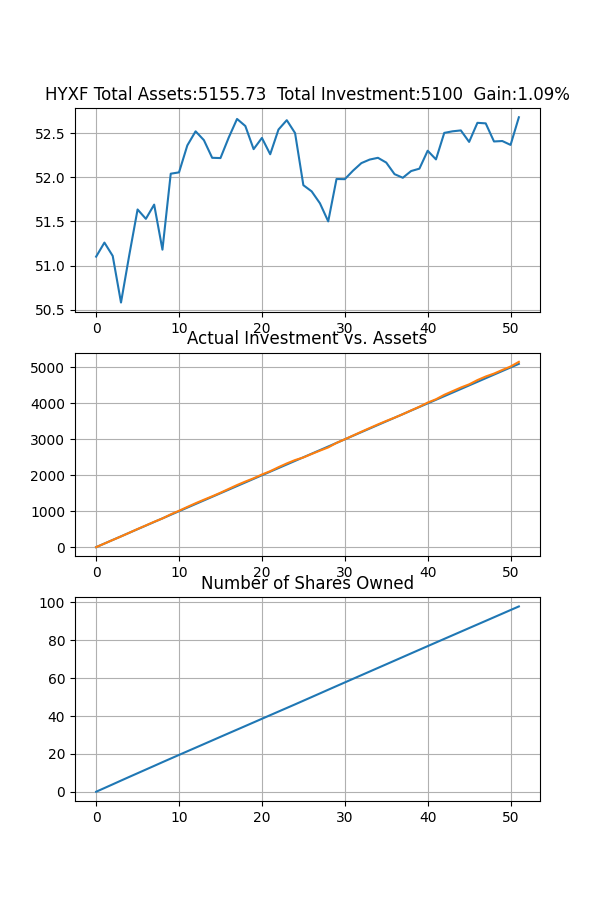 HYXF Total Assets:5155.73  Total Investment:5100  Gain:1.09%
52.5
52.0
51.5
51.0
50.5
0 10 20 30 40 50
Actual Investment vs. Assets
5000
4000
3000
2000
1000
0
0 10 20 30 40 50
Number of Shares Owned
100
80
60
40
20
0
0 10 20 30 40 50